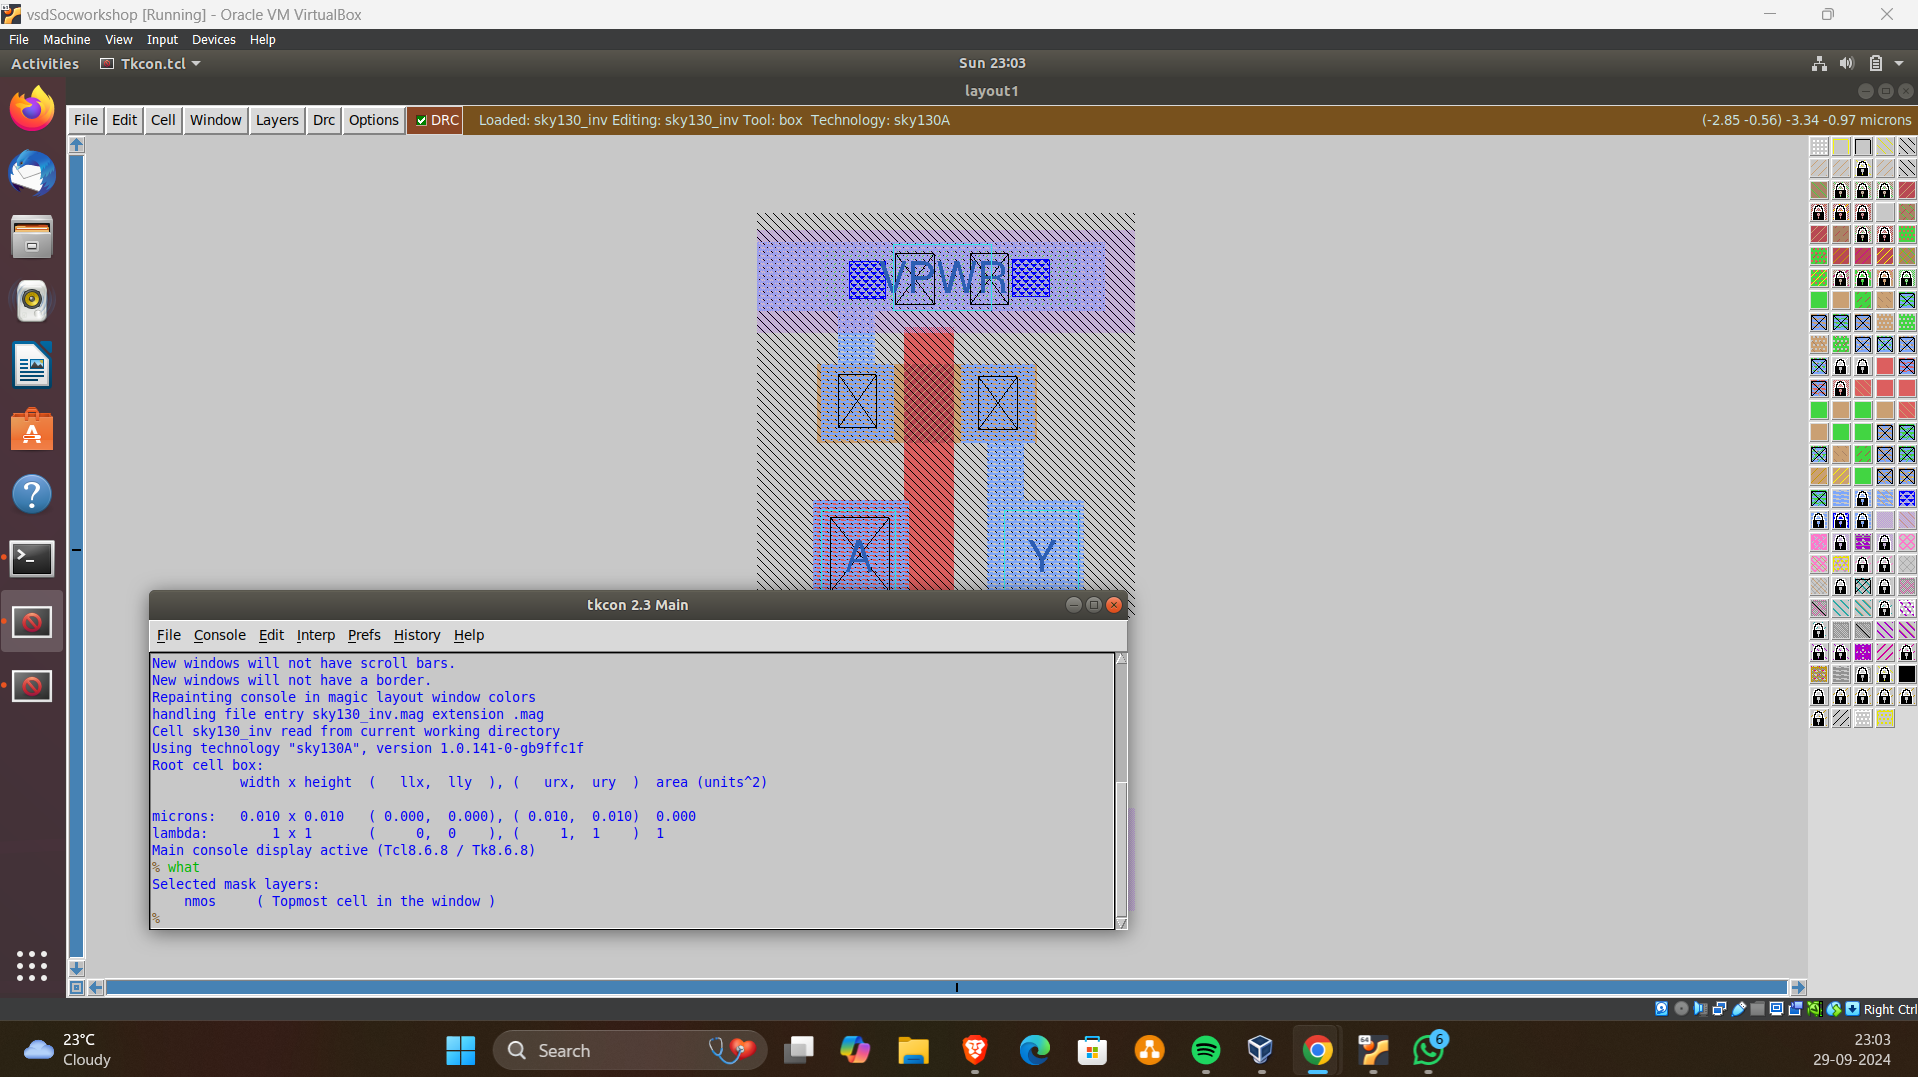 vsdSocworkshop [Running] - Oracle VM VirtualBox
File Machine View Input Devices Help
Activities Tkcon.tcl Sun 23:03
layout1
File Edit Cell Window Layers Drc Options DRC Loaded: sky130_inv Editing: sky130_inv Tool: box Technology: sky130A (-2.85 -0.56) -3.34 -0.97 microns
VPWR
A Y
tkcon 2.3 Main
File Console Edit Interp Prefs History Help
New windows will not have scroll bars.
New windows will not have a border.
Repainting console in magic layout window colors
handling file entry sky130_inv.mag extension .mag
Cell sky130_inv read from current working directory
Using technology "sky130A", version 1.0.141-0-gb9ffc1f
Root cell box:
width x height ( llx, lly ), ( urx, ury ) area (units^2)
microns: 0.010 x 0.010 ( 0.000, 0.000), ( 0.010, 0.010) 0.000
lambda: 1 x 1 ( 0, 0 ), ( 1, 1 ) 1
Main console display active (Tcl8.6.8 / Tk8.6.8)
% what
Selected mask layers:
nmos ( Topmost cell in the window )
%
Right Ctrl
23°C
Cloudy
Search
64
6
23:03
29-09-2024